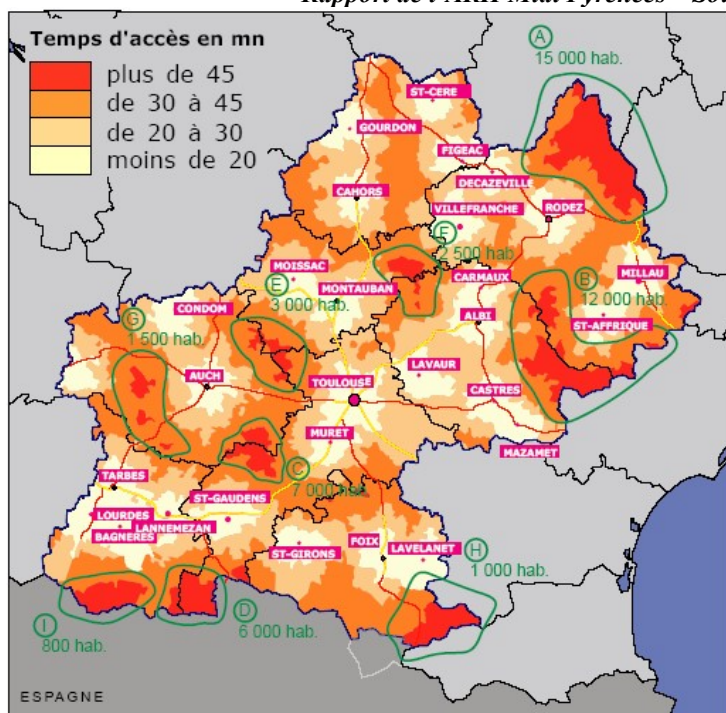 Rapport de l'ARH Midi Pyrénées
Temps d'accès en mn
plus de 45
de 30 à 45
de 20 à 30
moins de 20
A
15 000 hab.
ST-CERE
GOURDON
FIGEAC
DECAZEVILLE
CAHORS
VILLEFRANCHE
RODEZ
F
2 500 hab.
MOISSAC
MILLAU
E
3 000 hab.
MONTAUBAN
CARMAUX
B
12 000 hab.
CONDOM
G
1 500 hab.
ALBI
ST-AFFRIQUE
LAVAUR
AUCH
TOULOUSE
CASTRES
MURET
MAZAMET
C
7 000 hab.
TARBES
ST-GAUDENS
LOURDES
LANNEMEZAN
BAGNERES
FOIX
ST-GIRONS
LAVELANET
H
1 000 hab.
I
800 hab.
D
6 000 hab.
ESPAGNE